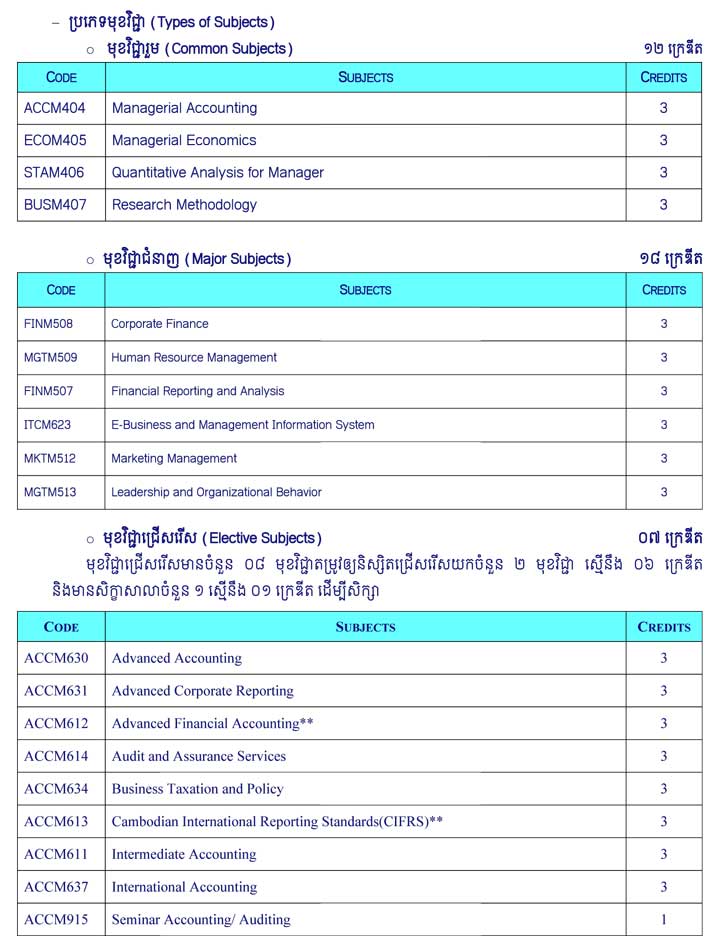 – ប្រភេទមុខវិជ្ជា (Types of Subjects)
o មុខវិជ្ជារួម (Common Subjects) ១២ ក្រេឌីត
CODE SUBJECTS CREDITS
ACCM404 Managerial Accounting 3
ECOM405 Managerial Economics 3
STAM406 Quantitative Analysis for Manager 3
BUSM407 Research Methodology 3
o មុខវិជ្ជាជំនាញ (Major Subjects) ១៨ ក្រេឌីត
CODE SUBJECTS CREDITS
FINM508 Corporate Finance 3
MGTM509 Human Resource Management 3
FINM507 Financial Reporting and Analysis 3
ITCM623 E-Business and Management Information System 3
MKTM512 Marketing Management 3
MGTM513 Leadership and Organizational Behavior 3
o មុខវិជ្ជាជ្រើសរើស (Elective Subjects) ០៧ ក្រេឌីត
មុខវិជ្ជាជ្រើសរើសមានចំនួន ០៨ មុខវិជ្ជាតម្រូវឲ្យនិស្សិតជ្រើសរើសយកចំនួន ២ មុខវិជ្ជា ស្មើនឹង ០៦ ក្រេឌីត
និងមានសិក្ខាសាលាចំនួន ១ ស្មើនឹង ០១ ក្រេឌីត ដើម្បីសិក្សា
CODE SUBJECTS CREDITS
ACCM630 Advanced Accounting 3
ACCM631 Advanced Corporate Reporting 3
ACCM612 Advanced Financial Accounting** 3
ACCM614 Audit and Assurance Services 3
ACCM634 Business Taxation and Policy 3
ACCM613 Cambodian International Reporting Standards(CIFRS)** 3
ACCM611 Intermediate Accounting 3
ACCM637 International Accounting 3
ACCM915 Seminar Accounting/ Auditing 1